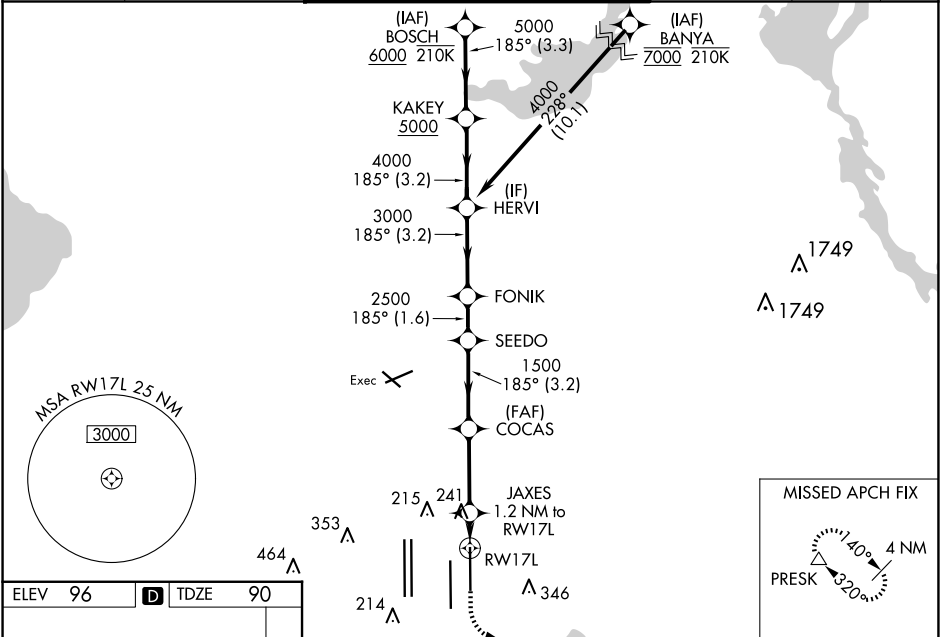 (IAF)
BOSCH
6000 210K
5000
185° (3.3)
(IAF)
BANYA
7000 210K
4000
228°
(10.1)
KAKEY
5000
4000
185° (3.2)
(IF)
HERVI
3000
185° (3.2)
1749
1749
FONIK
2500
185° (1.6)
SEEDO
1500
185° (3.2)
Exec
(FAF)
COCAS
MSA RW17L 25 NM
3000
JAXES
1.2 NM to
RW17L
215
241
353
464
RW17L
346
214
MISSED APCH FIX
140°
4 NM
PRESK
320°
ELEV 96 D TDZE 90